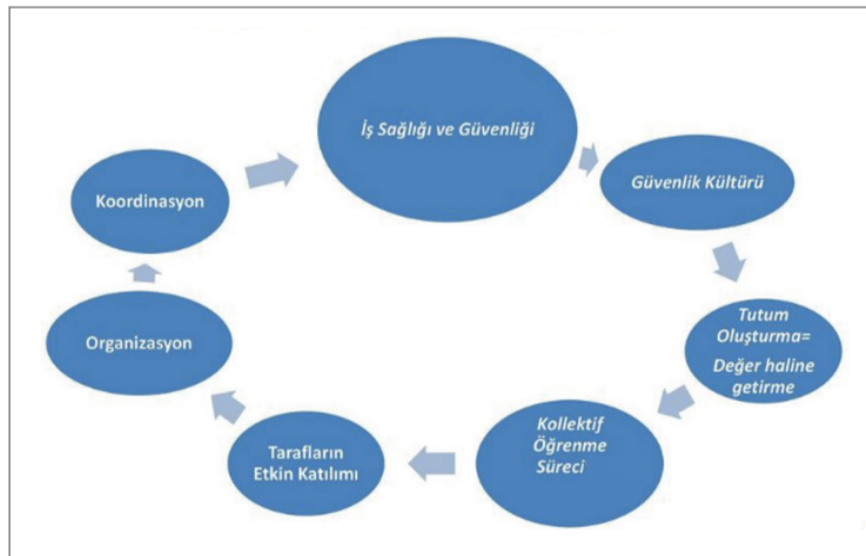 İş Sağlığı ve Güvenliği
Güvenlik Kültürü
Tutum
Oluşturma=
Değer haline
getirme
Kollektif
Öğrenme
Süreci
Tarafların
Etkin Katılımı
Organizasyon
Koordinasyon